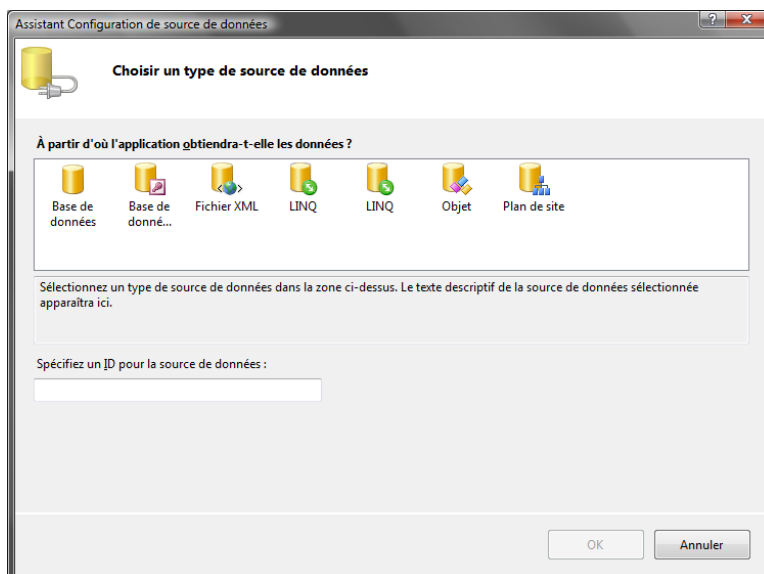 Assistant Configuration de source de données
Choisir un type de source de données
À partir d'où l'application obtiendra-t-elle les données ?
Base de données
Base de donné...
Fichier XML
LINQ
LINQ
Objet
Plan de site
Sélectionnez un type de source de données dans la zone ci-dessus. Le texte descriptif de la source de données sélectionnée
apparaîtra ici.
Spécifiez un ID pour la source de données :
OK
Annuler